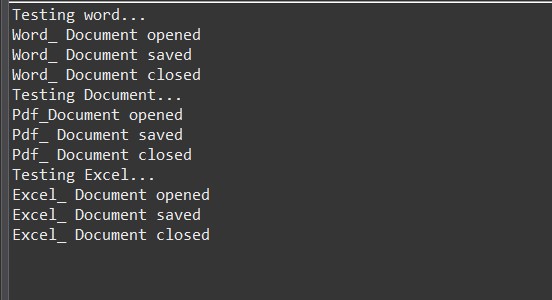 Testing word...
Word_ Document opened
Word_ Document saved
Word_ Document closed
Testing Document...
Pdf_Document opened
Pdf_ Document saved
Pdf_ Document closed
Testing Excel...
Excel_ Document opened
Excel_ Document saved
Excel_ Document closed